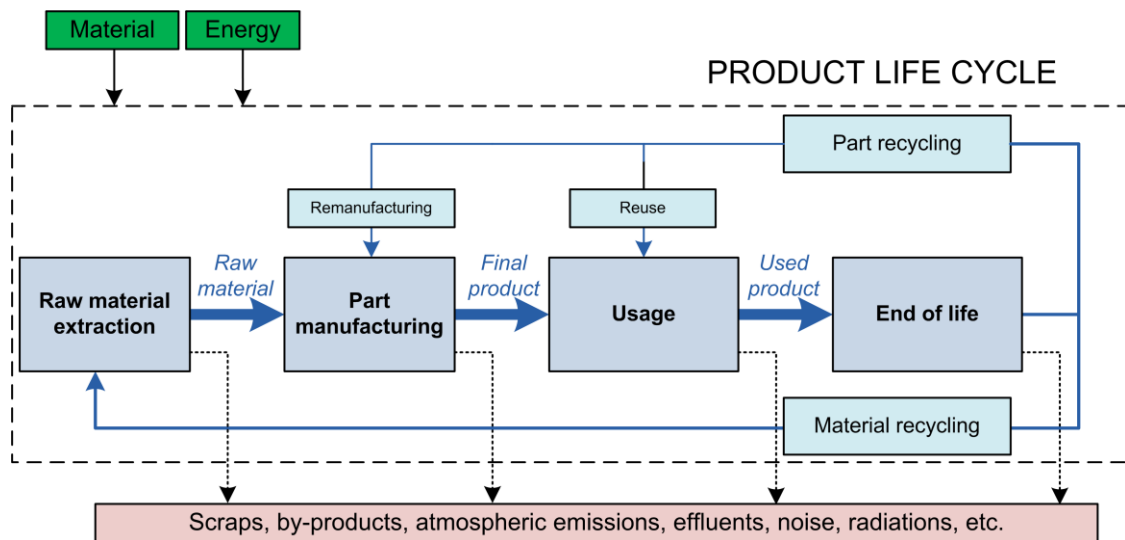 Material
Energy
PRODUCT LIFE CYCLE
Part recycling
Remanufacturing
Reuse
Raw
material
Final
product
Used
product
Raw material
extraction
Part
manufacturing
Usage
End of life
Material recycling
Scraps, by-products, atmospheric emissions, effluents, noise, radiations, etc.